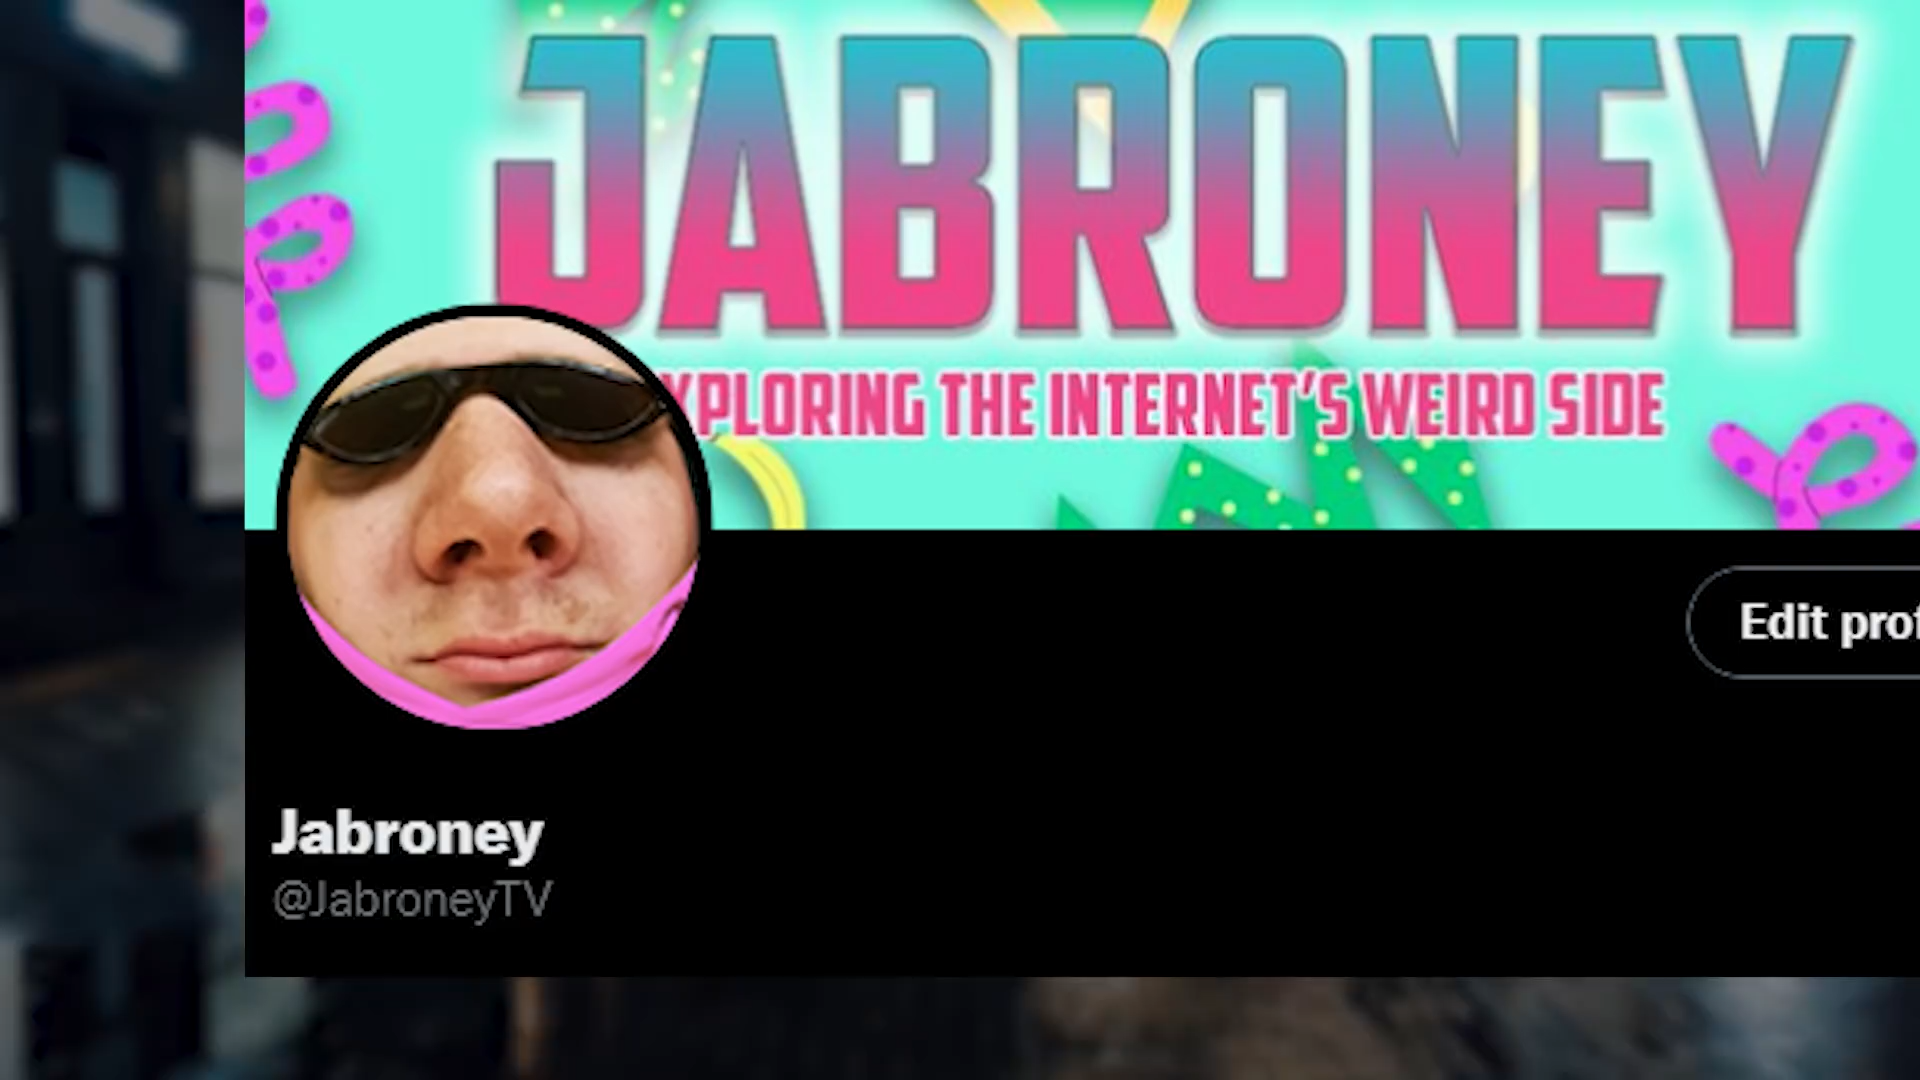 JABRONEY
XPLORING THE INTERNET'S WEIRD SIDE
Edit prof
Jabroney
@JabroneyTV